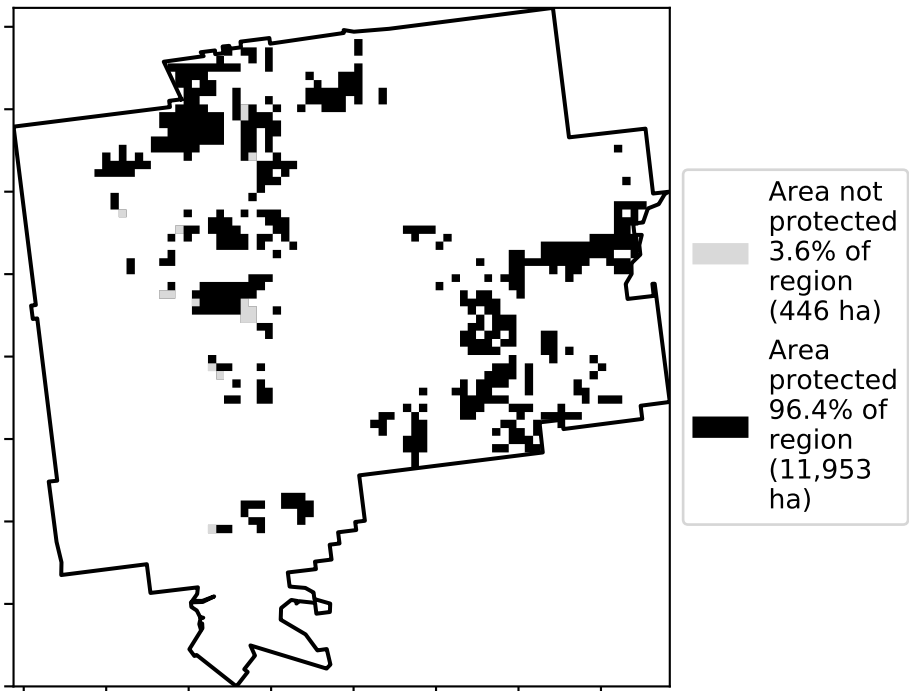 Area not
protected
3.6% of
region
(446 ha)
Area
protected
96.4% of
region
(11,953
ha)